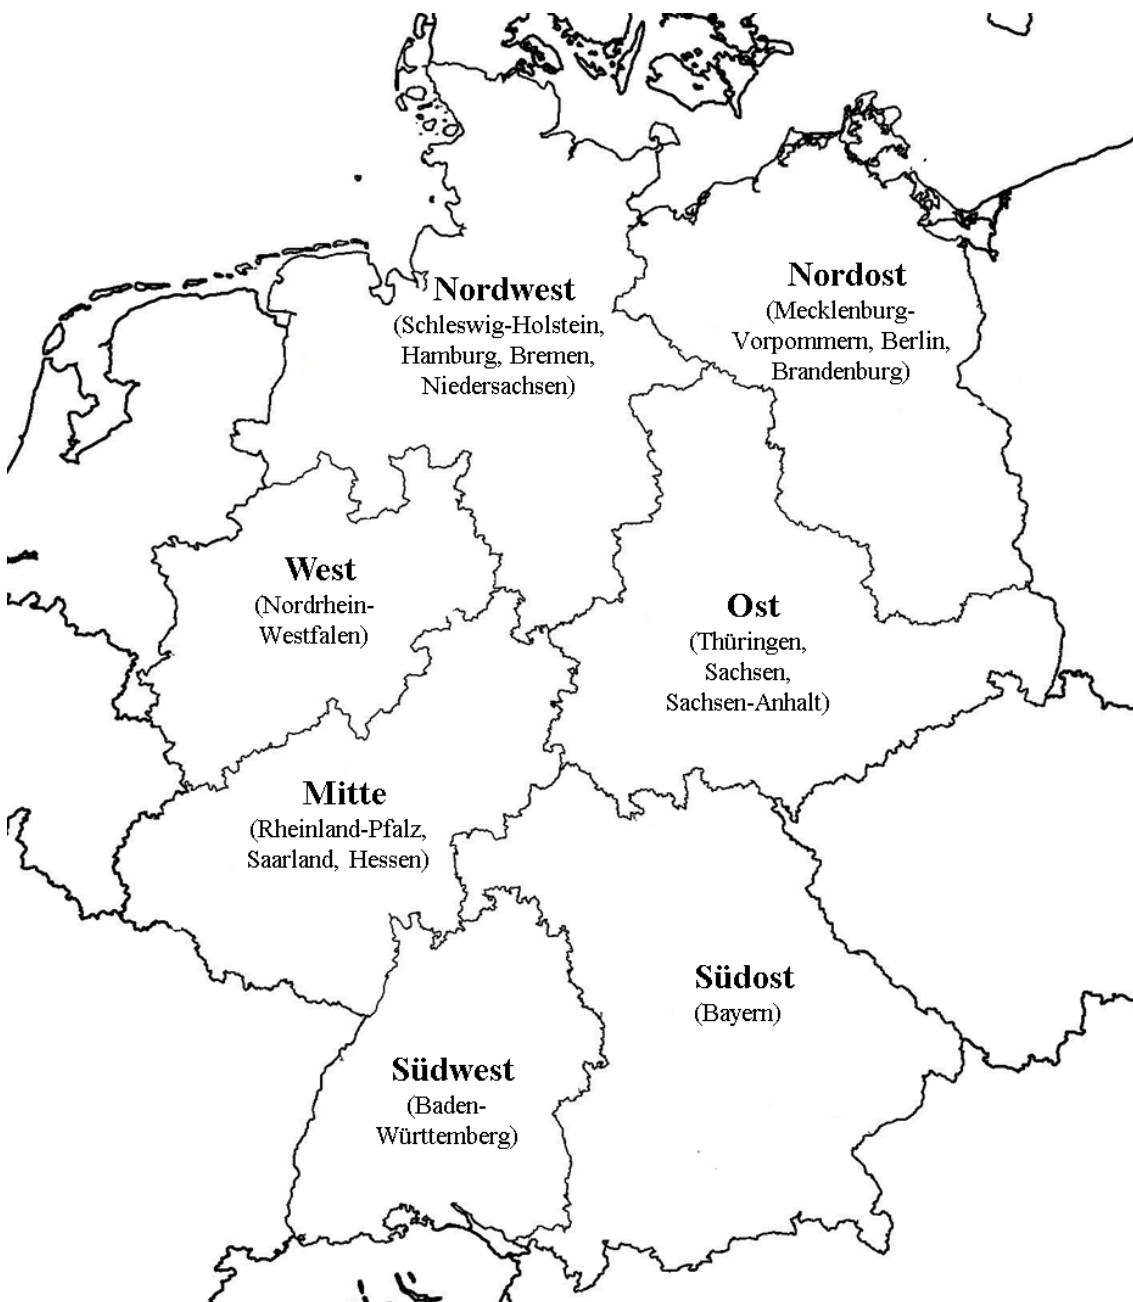 Nordwest
(Schleswig-Holstein,
Hamburg, Bremen,
Niedersachsen)
Nordost
(Mecklenburg-
Vorpommern, Berlin,
Brandenburg)
West
(Nordrhein-
Westfalen)
Ost
(Thüringen,
Sachsen,
Sachsen-Anhalt)
Mitte
(Rheinland-Pfalz,
Saarland, Hessen)
Südost
(Bayern)
Südwest
(Baden-
Württemberg)